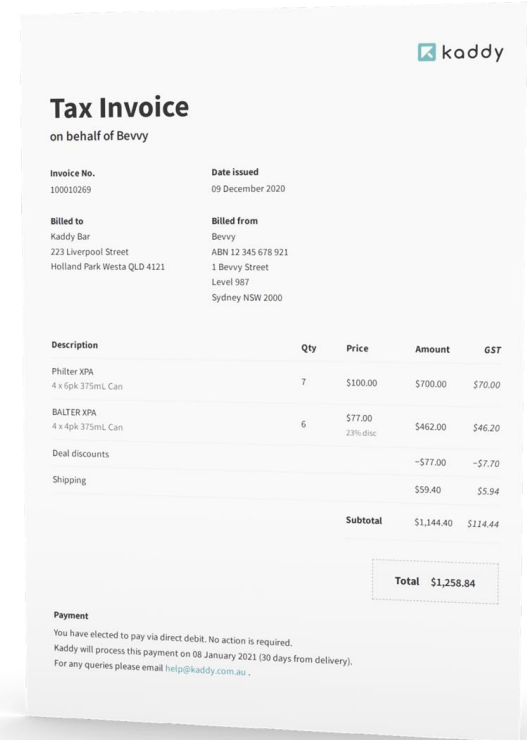 kaddy
Tax Invoice
on behalf of Bevvy
Invoice No. Date issued
100010269 09 December 2020
Billed to Billed from
Kaddy Bar Bevvy
223 Liverpool Street ABN 12 345 678 921
Holland Park Westa QLD 4121 1 Bevvy Street
Level 987
Sydney NSW 2000
Description Qty Price Amount GST
Philter XPA 7 $100.00 $700.00 $70.00
4 x 6pk 375mL Can
BALTER XPA 6 $77.00 $462.00 $46.20
4 x 4pk 375mL Can 23% disc
Deal discounts −$77.00 −$7.70
Shipping $59.40 $5.94
Subtotal $1,144.40 $114.44
Total $1,258.84
Payment
You have elected to pay via direct debit. No action is required.
Kaddy will process this payment on 08 January 2021 (30 days from delivery).
For any queries please email help@kaddy.com.au .